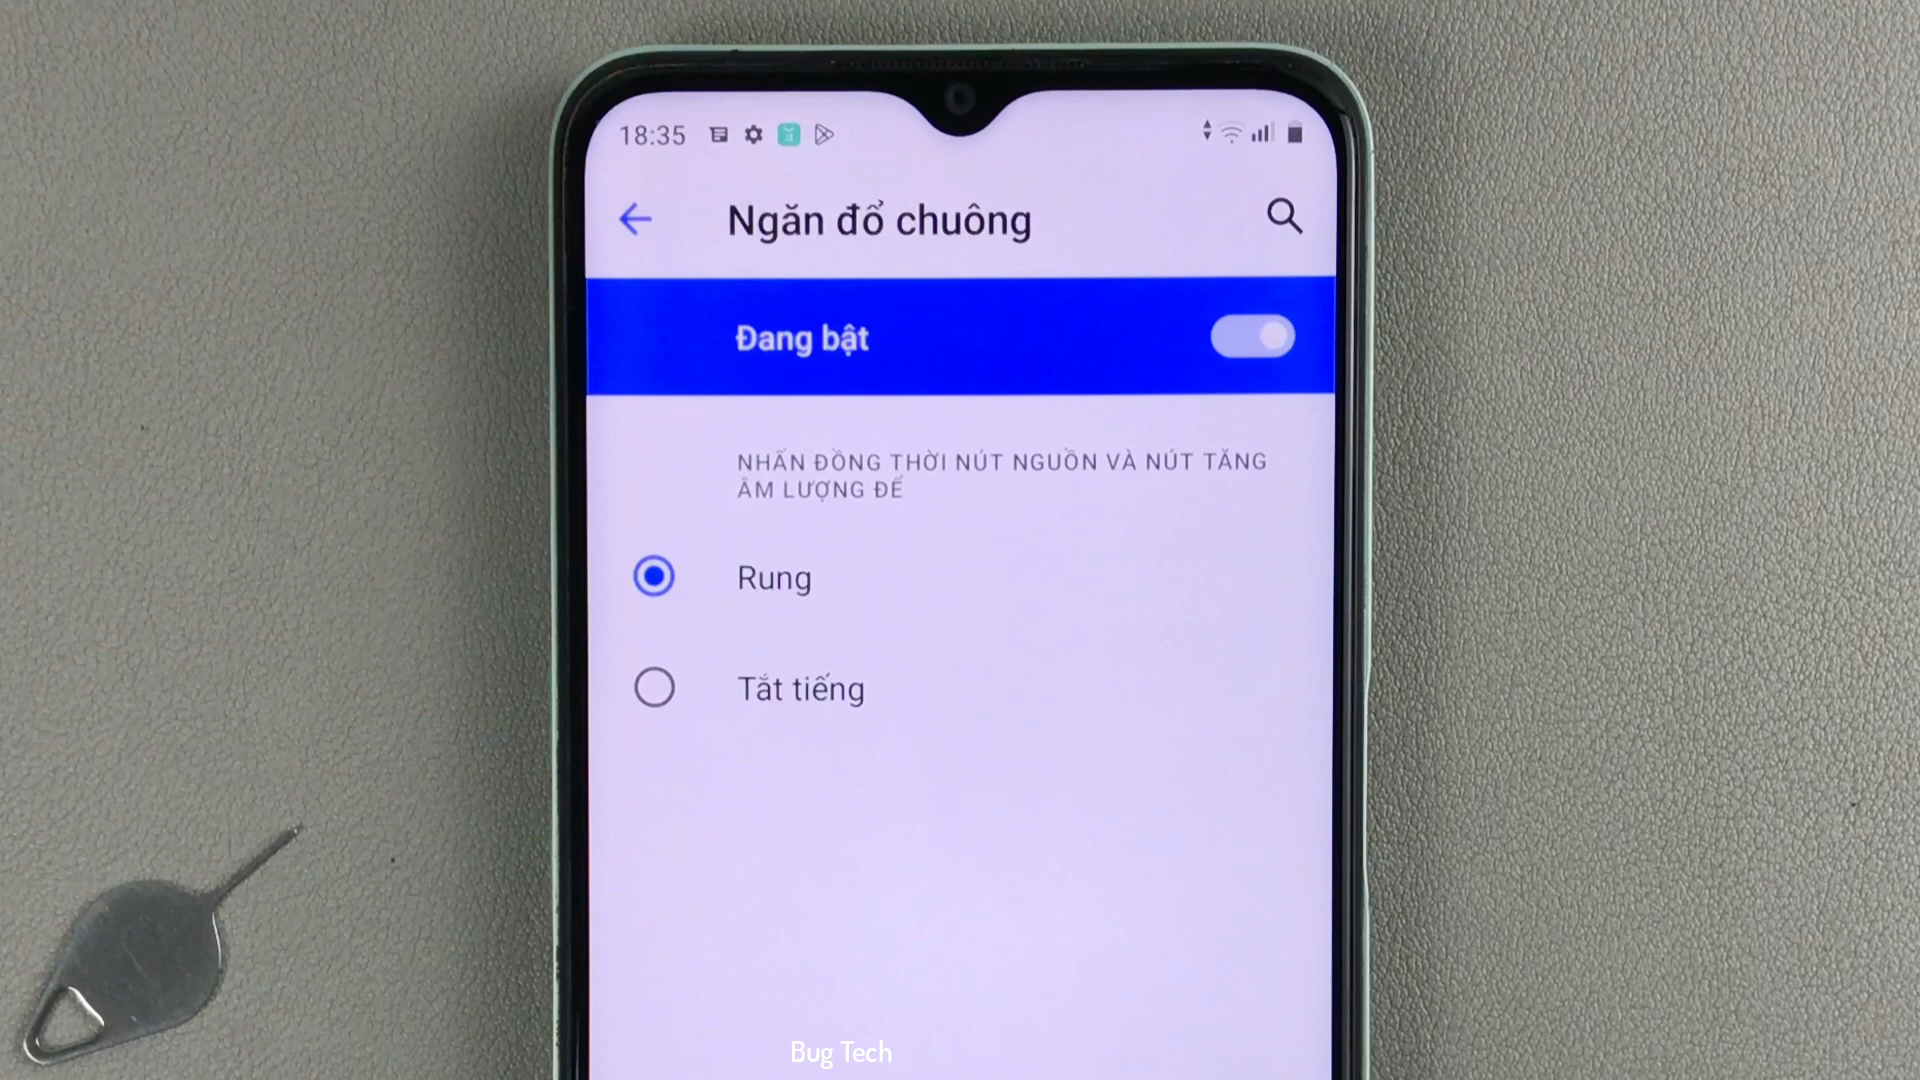 18:35
Ngăn đổ chuông
Đang bật
NHẤN ĐỒNG THỜI NÚT NGUỒN VÀ NÚT TĂNG
ÂM LƯỢNG ĐỂ
Rung
Tắt tiếng
Bug Tech